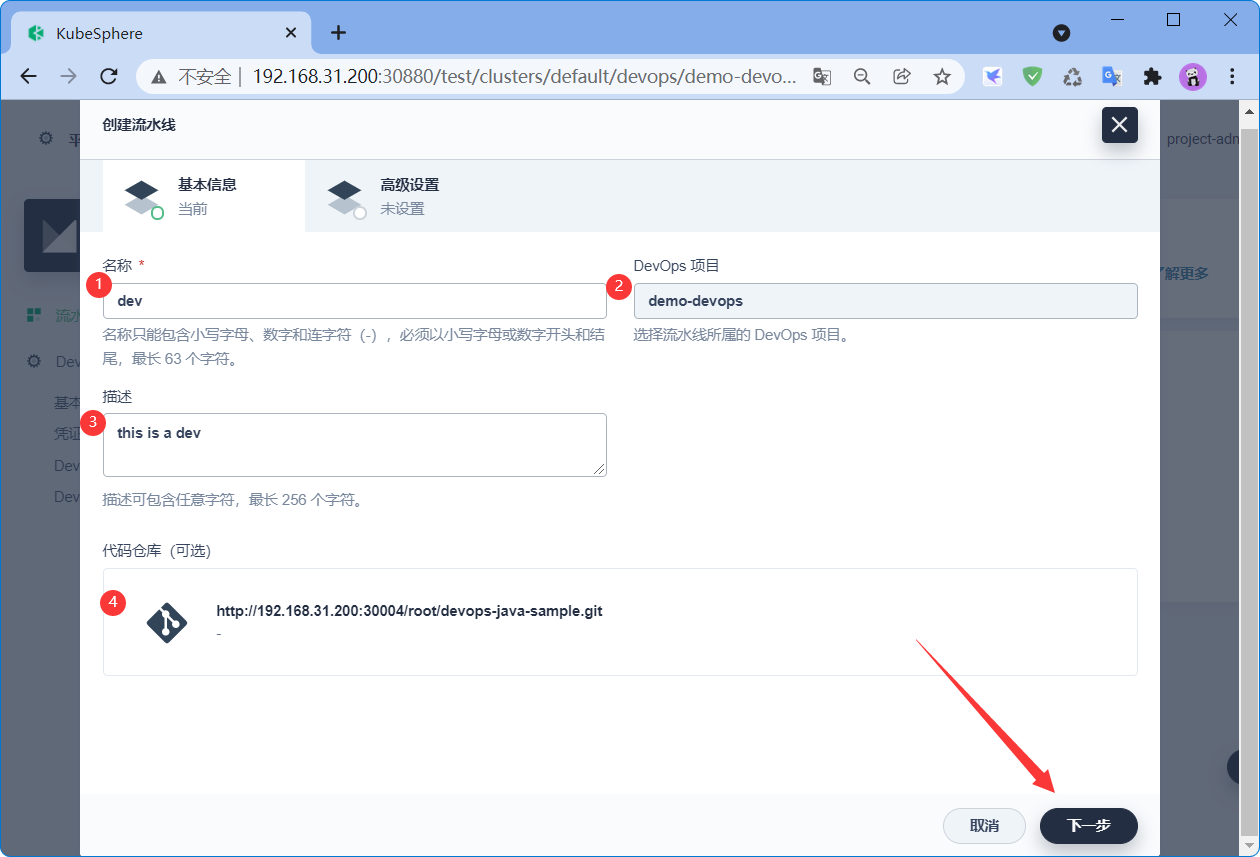 KubeSphere
不安全 | 192.168.31.200:30880/test/clusters/default/devops/demo-devo...
创建流水线
project-adm
基本信息
当前
高级设置
未设置
名称 *
1
dev
名称只能包含小写字母、数字和连字符（-），必须以小写字母或数字开头和结
尾，最长 63 个字符。
DevOps 项目
2
demo-devops
选择流水线所属的 DevOps 项目。
解更多
流水
Dev
基本
凭证
Dev
Dev
描述
3
this is a dev
描述可包含任意字符，最长 256 个字符。
代码仓库（可选）
4
http://192.168.31.200:30004/root/devops-java-sample.git
-
取消
下一步